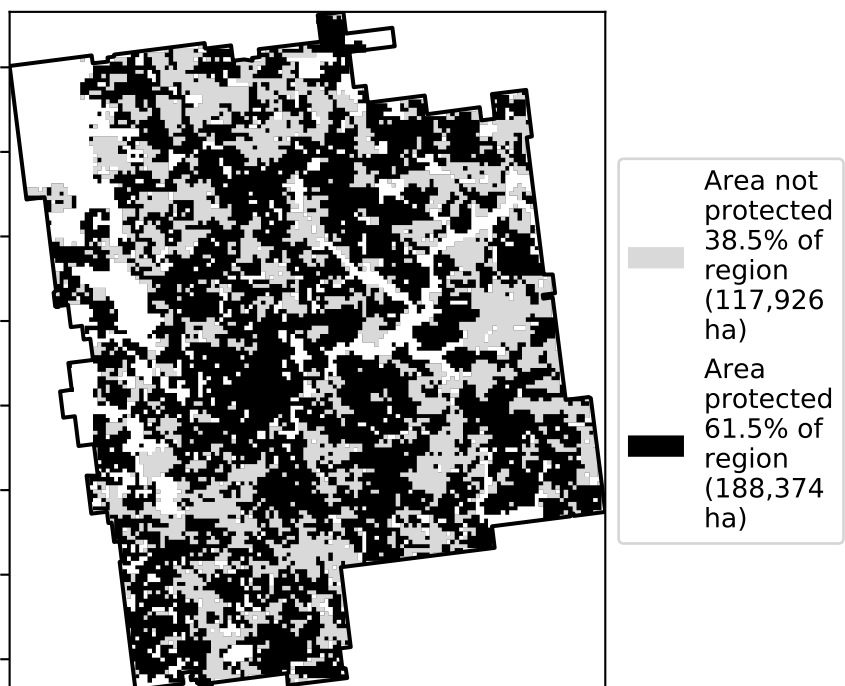 Area not
protected
38.5% of
region
(117,926
ha)
Area
protected
61.5% of
region
(188,374
ha)